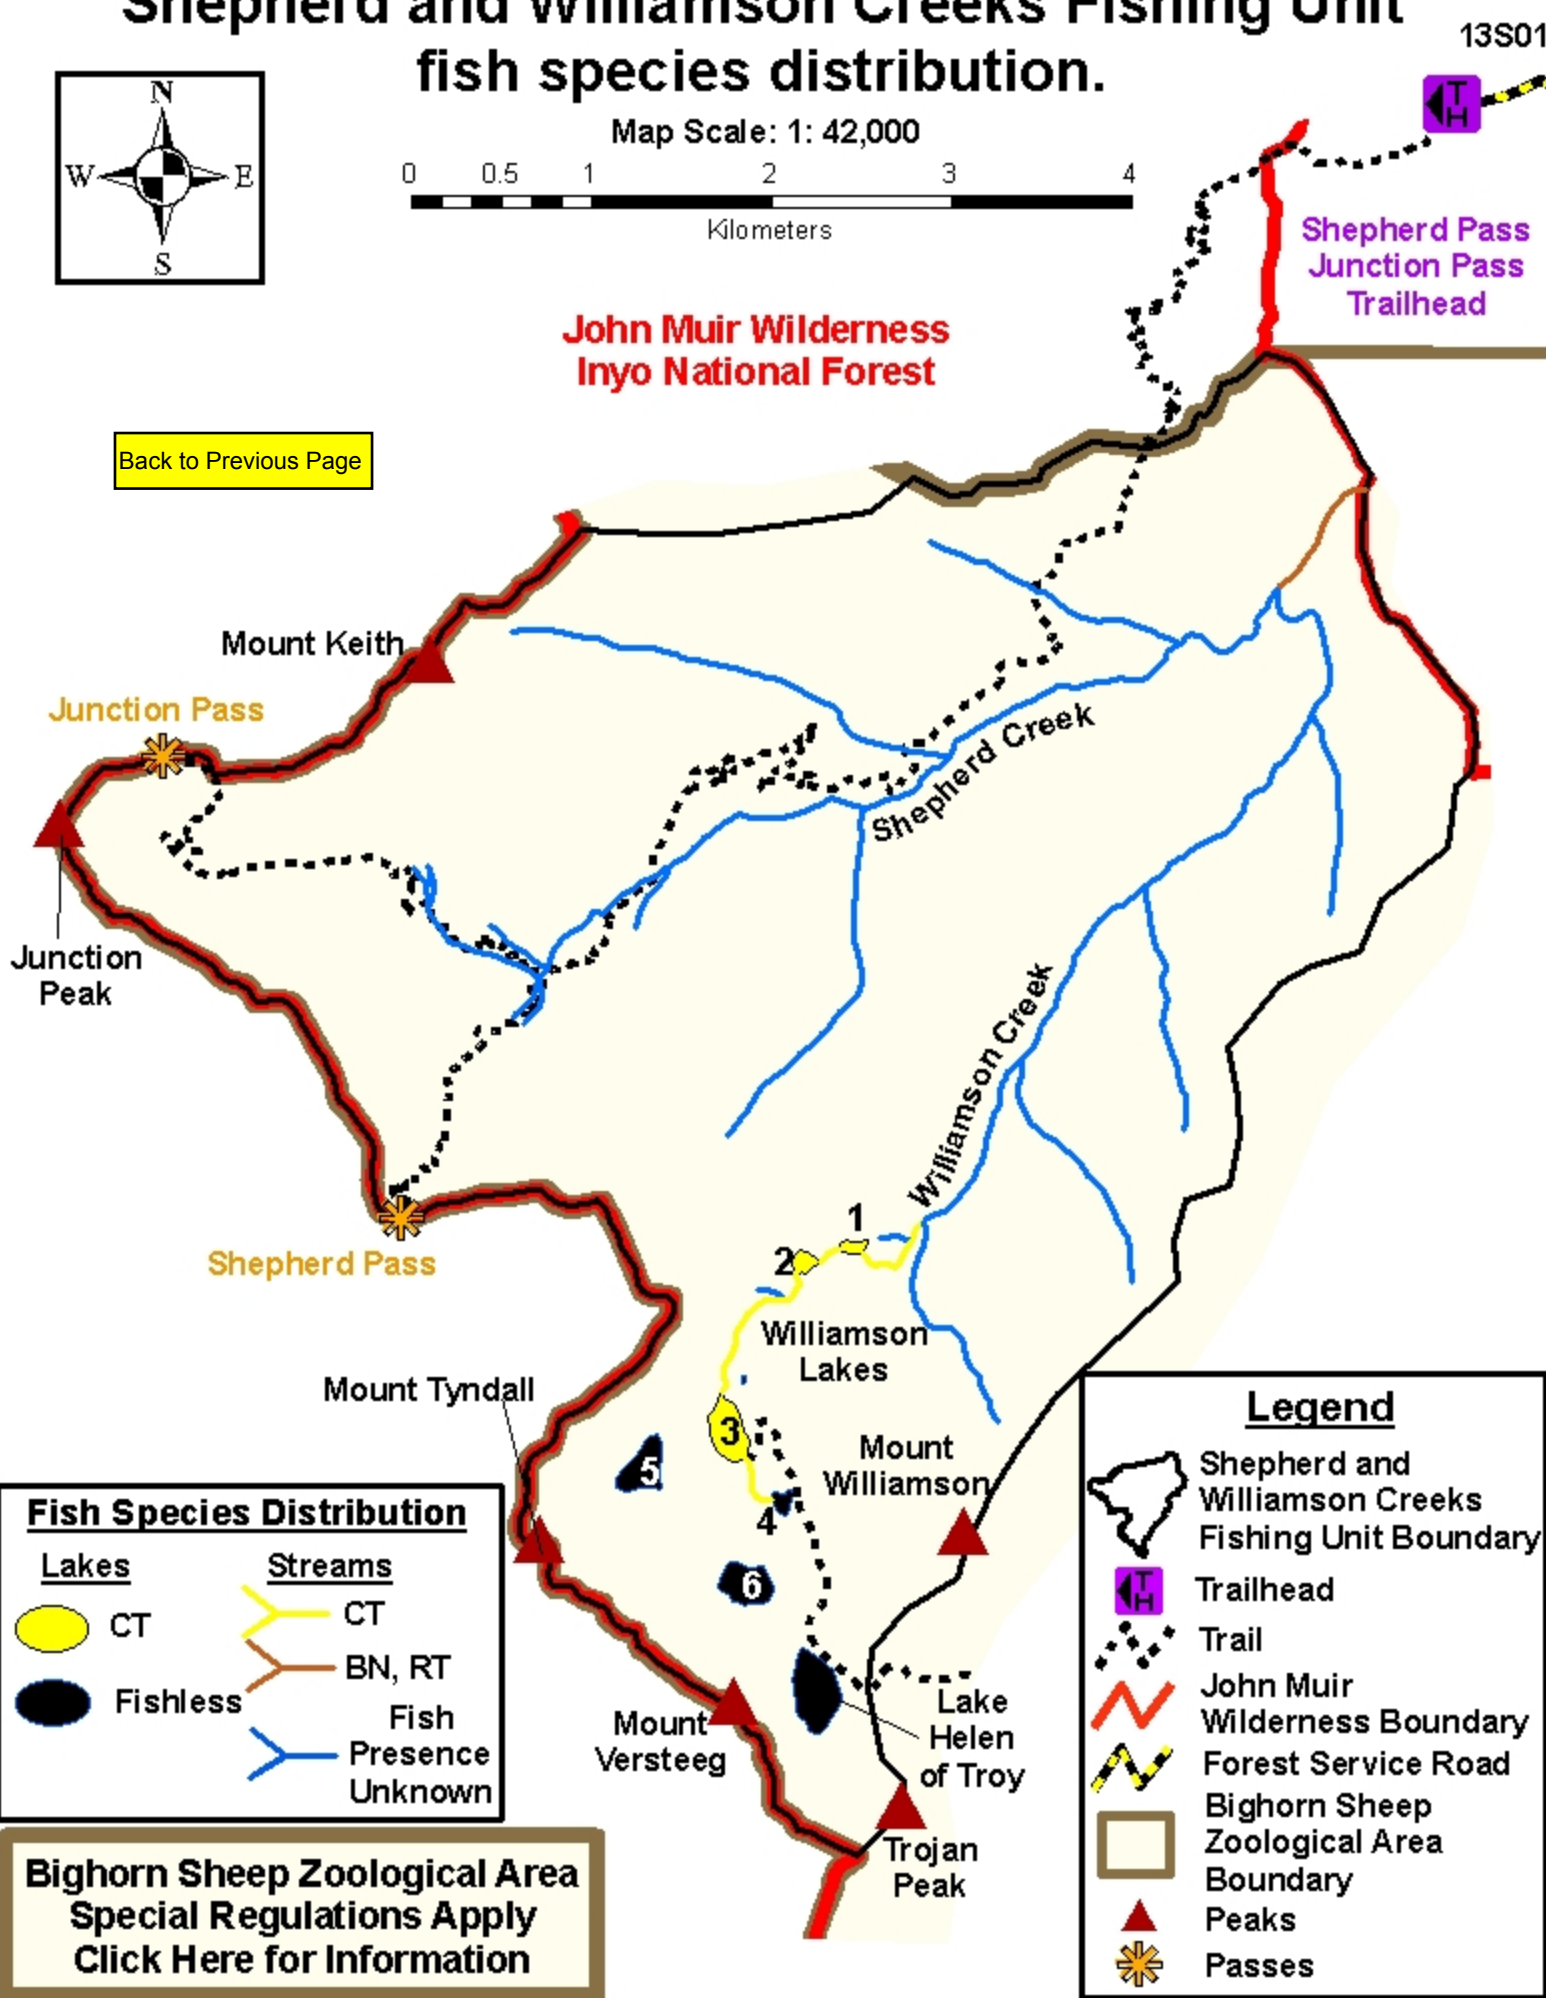 Shepherd and Williamson Creeks Fishing Unit
fish species distribution.
13S01
Map Scale: 1: 42,000
0 0.5 1 2 3 4
Kilometers
N
W E
S
TH
Shepherd Pass
Junction Pass
Trailhead
John Muir Wilderness
Inyo National Forest
Back to Previous Page
Mount Keith
Junction Pass
Shepherd Creek
Junction
Peak
Williamson Creek
Shepherd Pass
1
2
Williamson
Lakes
Mount Tyndall
3
5
4
6
Mount
Williamson
Mount
Versteeg
Lake
Helen
of Troy
Trojan
Peak
Fish Species Distribution
Lakes
CT
Fishless
Streams
CT
BN, RT
Fish
Presence
Unknown
Bighorn Sheep Zoological Area
Special Regulations Apply
Click Here for Information
Legend
Shepherd and
Williamson Creeks
Fishing Unit Boundary
TH
Trailhead
Trail
John Muir
Wilderness Boundary
Forest Service Road
Bighorn Sheep
Zoological Area
Boundary
Peaks
Passes